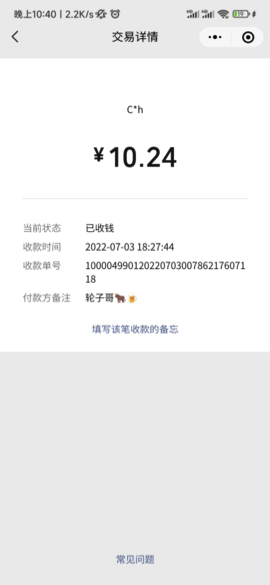 晚上10:40 | 2.2K/s
交易详情
C*h
¥10.24
当前状态 已收钱
收款时间 2022-07-03 18:27:44
收款单号 100004990120220703007862176071
18
付款方备注 轮子哥🐂🍺
填写该笔收款的备忘
常见问题